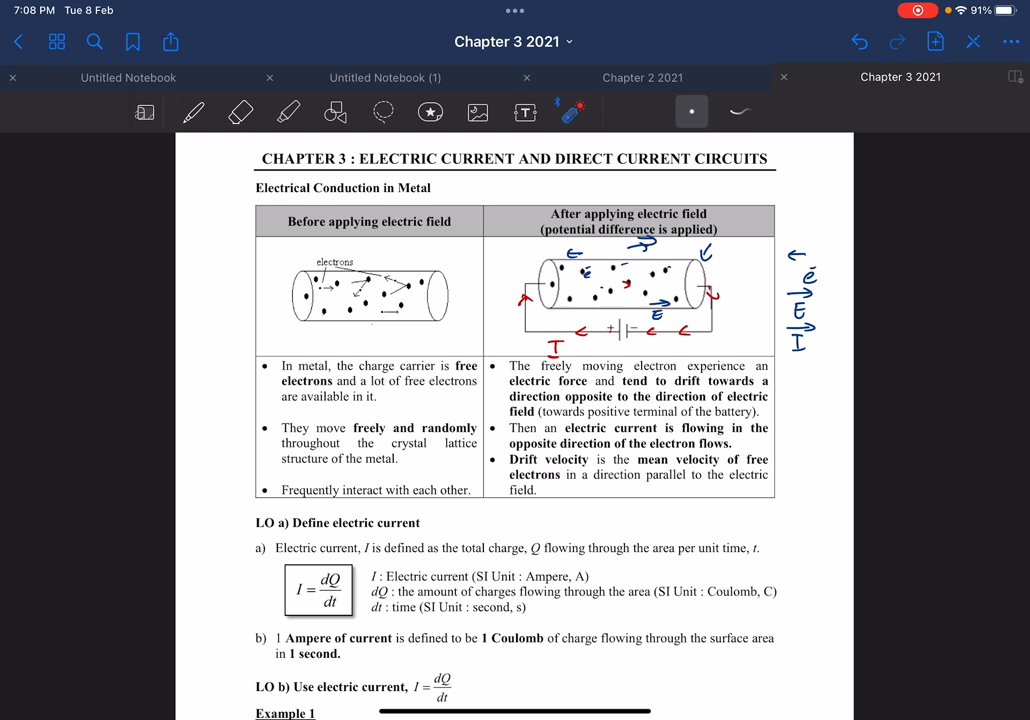 7:08 PM Tue 8 Feb
91%
Chapter 3 2021
Untitled Notebook
Untitled Notebook (1)
Chapter 2 2021
Chapter 3 2021
T
CHAPTER 3 : ELECTRIC CURRENT AND DIRECT CURRENT CIRCUITS
Electrical Conduction in Metal
Before applying electric field
After applying electric field
(potential difference is applied)
electrons
ē
E
+ −
I
ē
E
I
• In metal, the charge carrier is free
electrons and a lot of free electrons
are available in it.
• They move freely and randomly
throughout the crystal lattice
structure of the metal.
• Frequently interact with each other.
• The freely moving electron experience an
electric force and tend to drift towards a
direction opposite to the direction of electric
field (towards positive terminal of the battery).
• Then an electric current is flowing in the
opposite direction of the electron flows.
• Drift velocity is the mean velocity of free
electrons in a direction parallel to the electric
field.
LO a) Define electric current
a) Electric current, I is defined as the total charge, Q flowing through the area per unit time, t.
I = dQ/dt
I : Electric current (SI Unit : Ampere, A)
dQ : the amount of charges flowing through the area (SI Unit : Coulomb, C)
dt : time (SI Unit : second, s)
b) 1 Ampere of current is defined to be 1 Coulomb of charge flowing through the surface area
in 1 second.
LO b) Use electric current, I = dQ/dt
Example 1